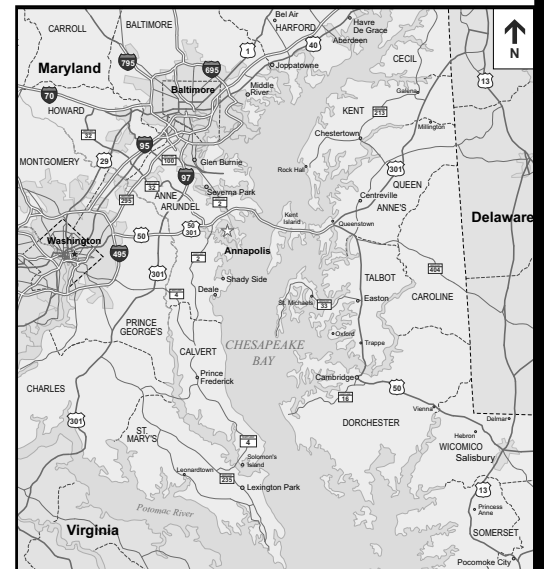 CARROLL
BALTIMORE
Bel Air
HARFORD
Havre
De Grace
Aberdeen
N
795
695
1
40
Joppatowne
CECIL
13
Maryland
Baltimore
Middle
River
Galena
70
HOWARD
KENT
213
32
95
Chestertown
Millington
MONTGOMERY
29
100
Glen Burnie
Rock Hall
301
97
QUEEN
ANNE'S
295
32
ANNE
ARUNDEL
Severna Park
2
Centreville
Kent
Island
Queenstown
Delaware
Washington
50
50
301
Annapolis
495
2
TALBOT
404
301
Shady Side
Deale
4
St. Michaels
33
Easton
CAROLINE
PRINCE
GEORGE'S
Oxford
Trappe
CALVERT
CHESAPEAKE
BAY
Prince
Frederick
Cambridge
50
CHARLES
16
Vienna
301
ST.
MARY'S
DORCHESTER
Delmar
4
Hebron
WICOMICO
Solomon's
Island
Salisbury
Leonardtown
235
Lexington Park
13
Potomac River
Princess
Anne
Virginia
SOMERSET
Pocomoke City